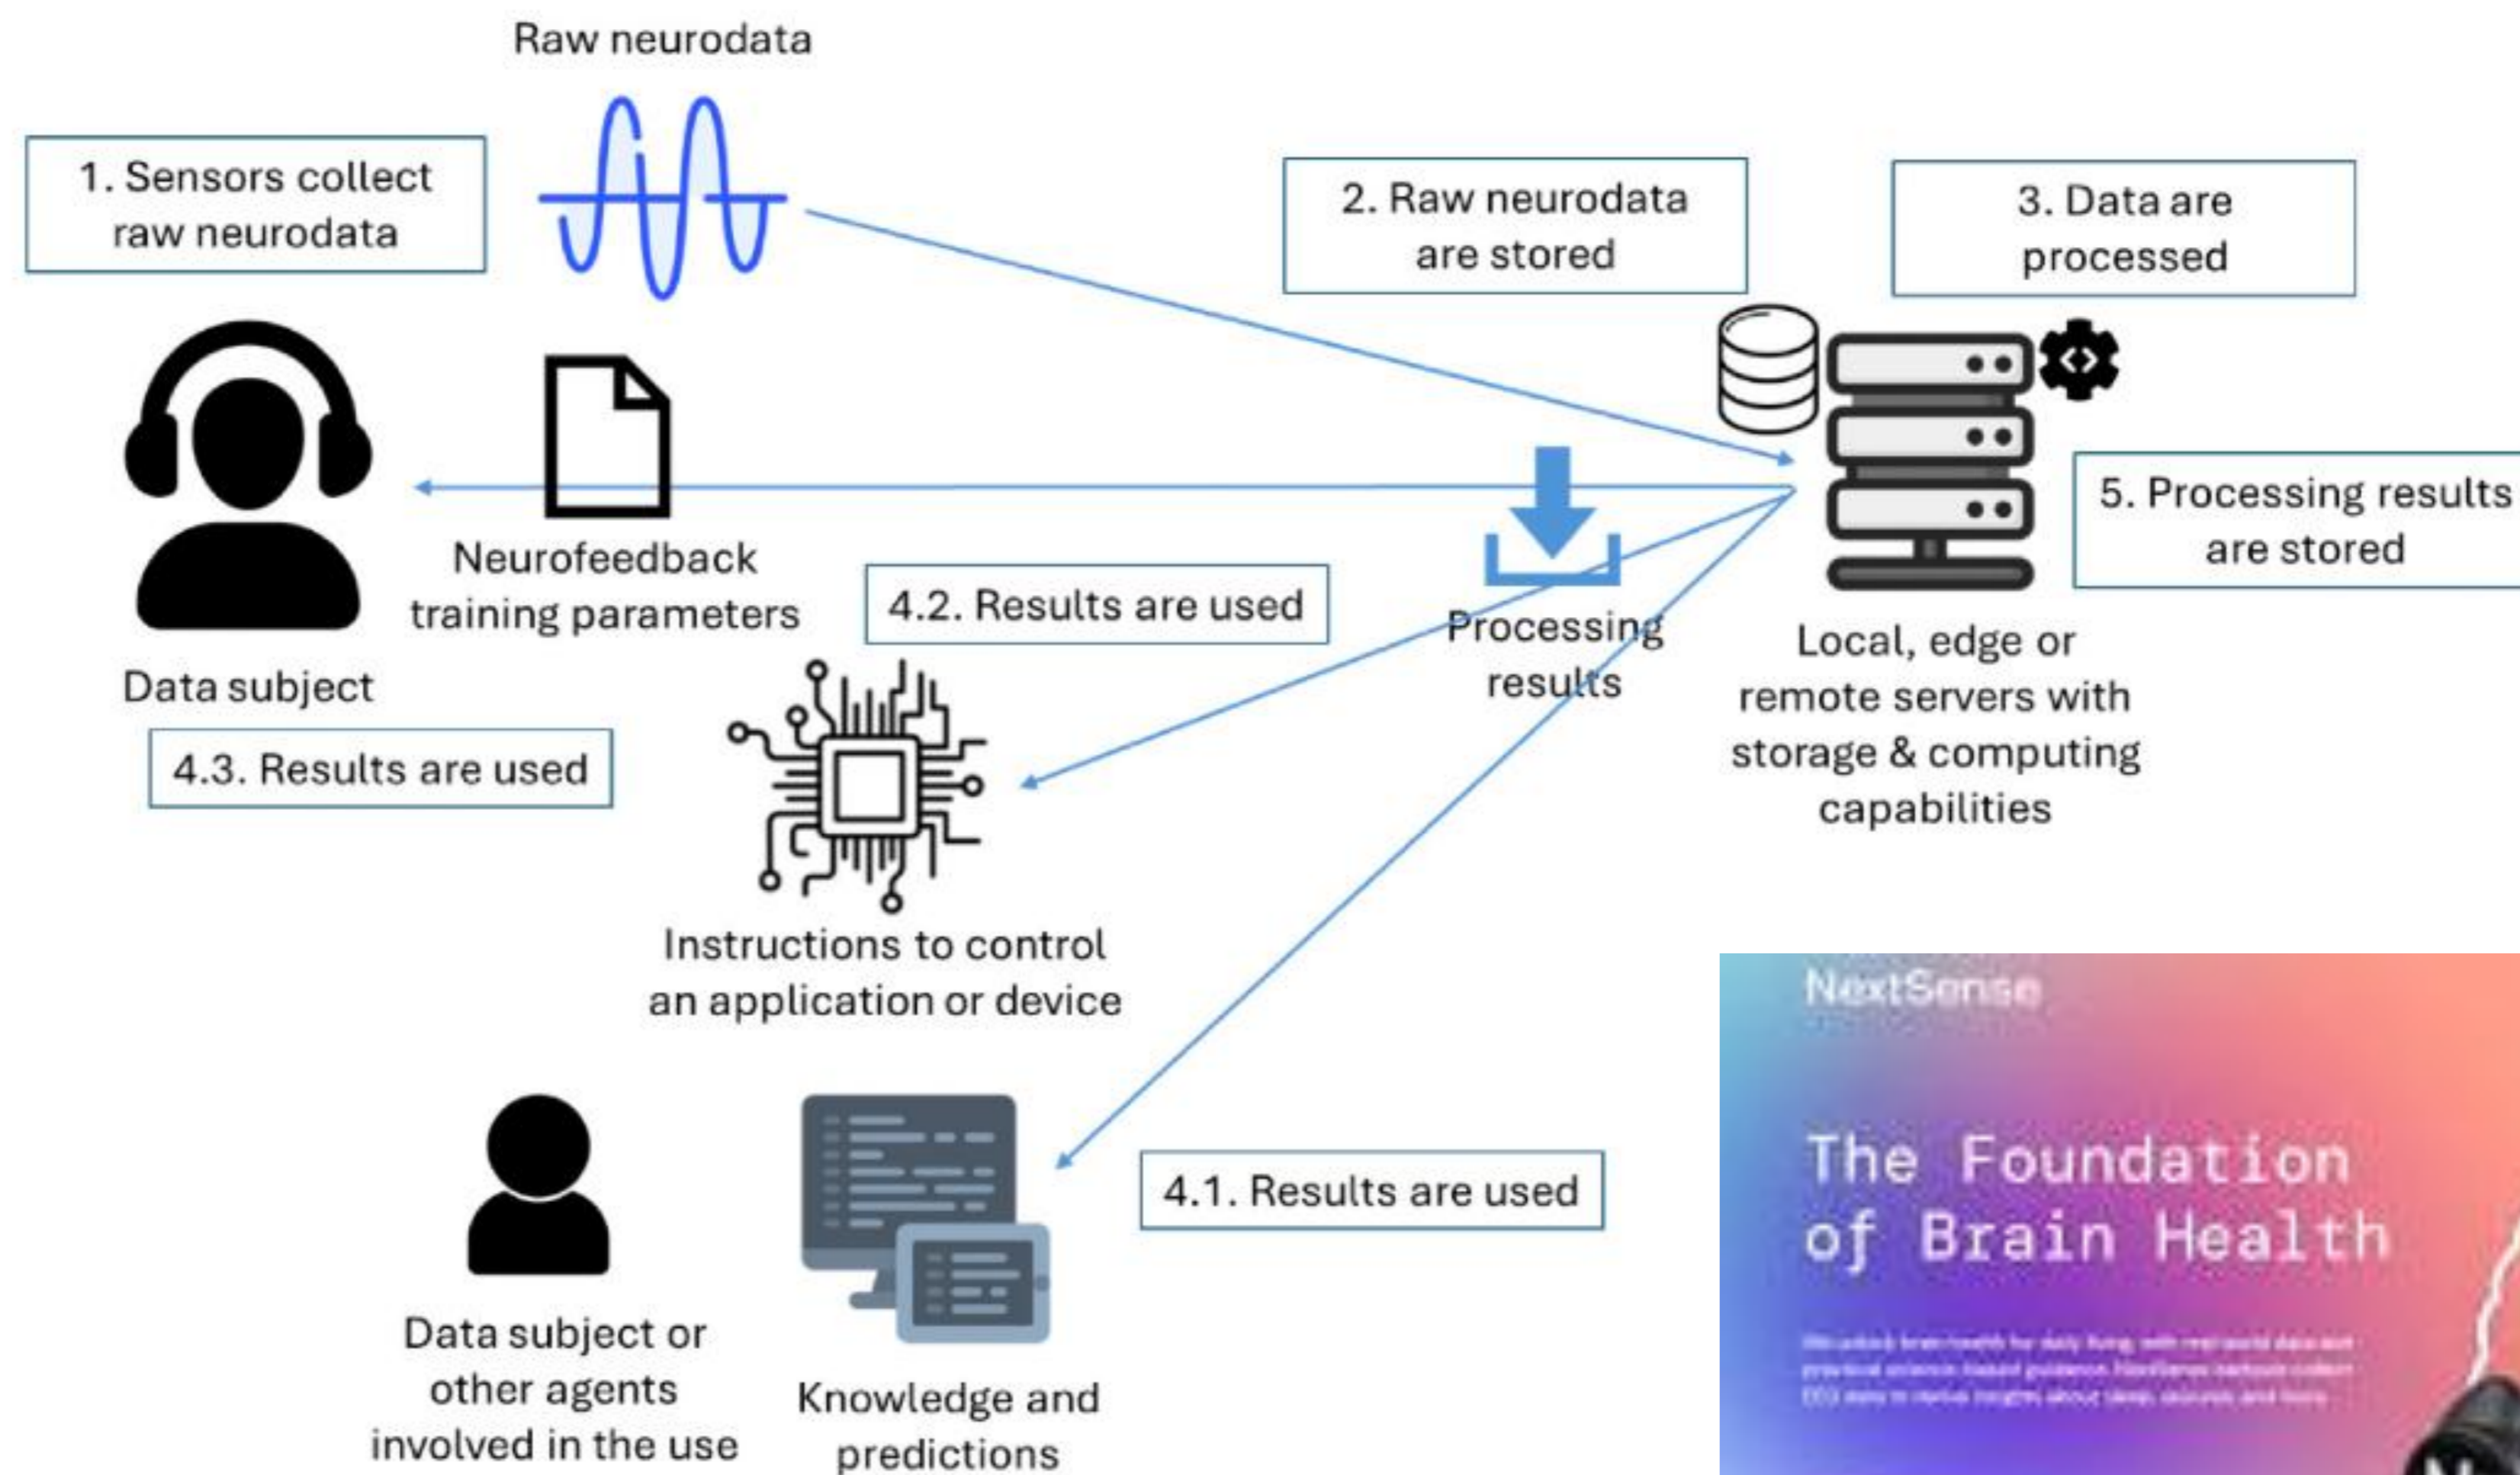 Raw neurodata
1. Sensors collect
raw neurodata
2. Raw neurodata
are stored
3. Data are
processed
5. Processing results
are stored
Neurofeedback
training parameters
4.2. Results are used
Processing
results
Local, edge or
remote servers with
storage & computing
capabilities
Data subject
4.3. Results are used
Instructions to control
an application or device
4.1. Results are used
Data subject or
other agents
involved in the use
Knowledge and
predictions
NextSense
The Foundation
of Brain Health